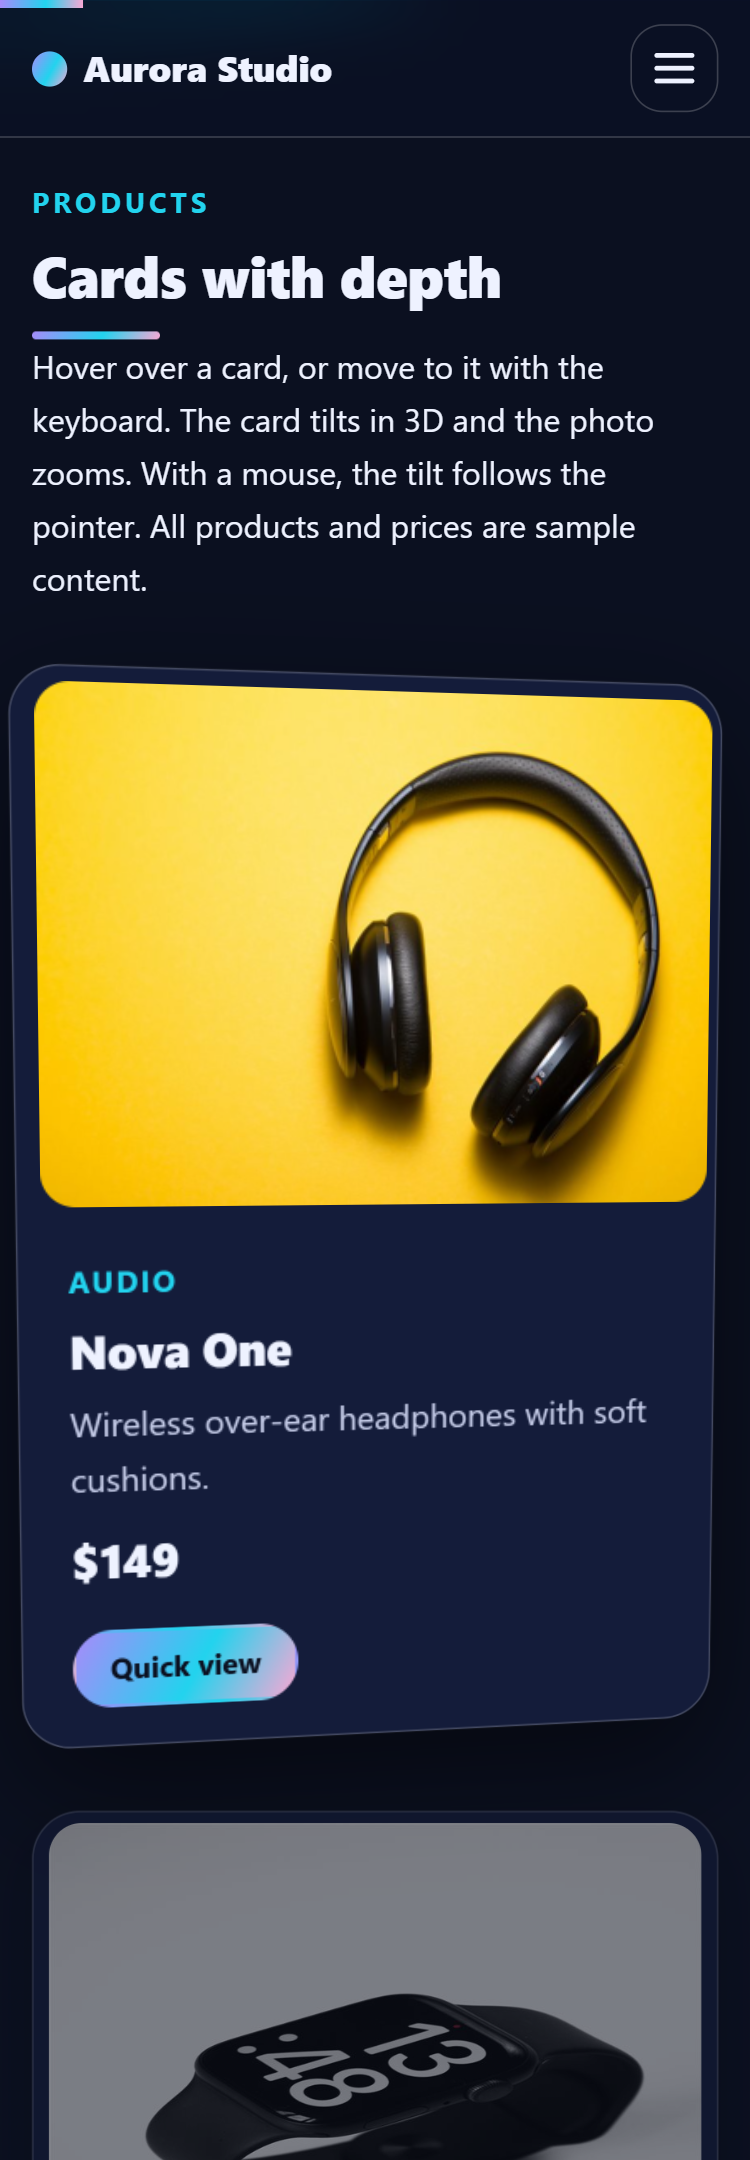 Aurora Studio
PRODUCTS
Cards with depth
Hover over a card, or move to it with the
keyboard. The card tilts in 3D and the photo
zooms. With a mouse, the tilt follows the
pointer. All products and prices are sample
content.
AUDIO
Nova One
Wireless over-ear headphones with soft
cushions.
$149
Quick view
13
:48